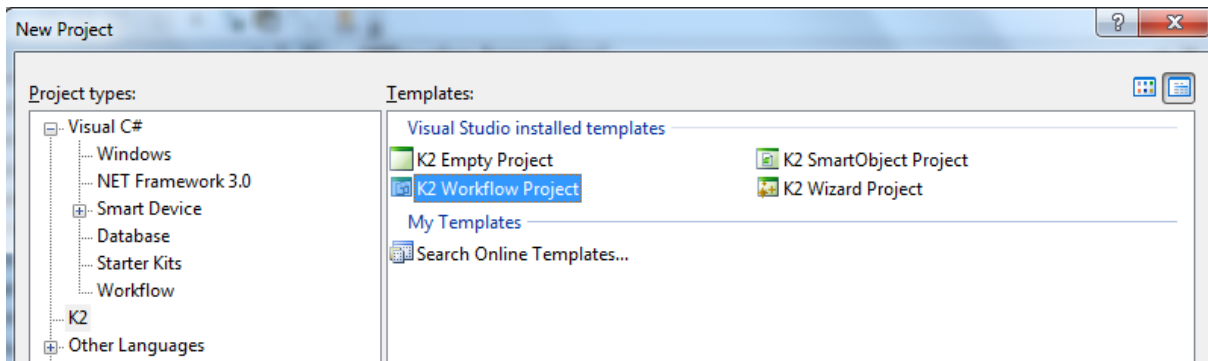 New Project
Project types:
Templates:
Visual C#
Windows
NET Framework 3.0
Smart Device
Database
Starter Kits
Workflow
K2
Other Languages
Visual Studio installed templates
K2 Empty Project
K2 SmartObject Project
K2 Workflow Project
K2 Wizard Project
My Templates
Search Online Templates...